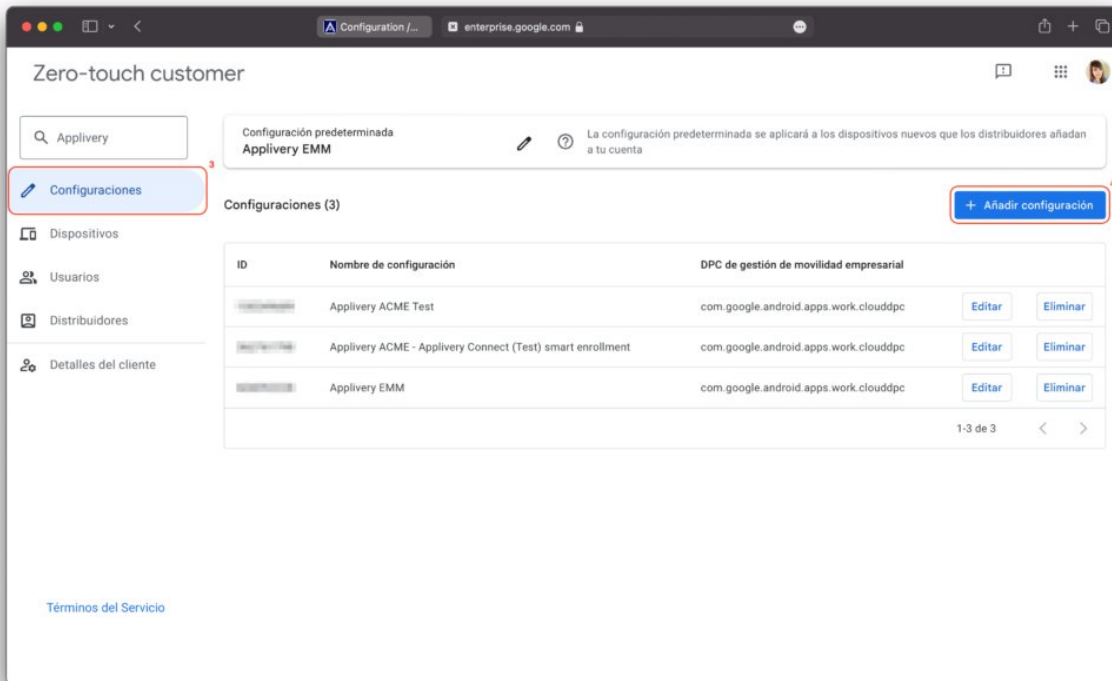 Configuration /...
enterprise.google.com
Zero-touch customer
Applivery
Configuración predeterminada
Applivery EMM
La configuración predeterminada se aplicará a los dispositivos nuevos que los distribuidores añadan
a tu cuenta
3
Configuraciones
Configuraciones (3)
+ Añadir configuración
Dispositivos
Usuarios
Distribuidores
Detalles del cliente
ID Nombre de configuración DPC de gestión de movilidad empresarial
Applivery ACME Test com.google.android.apps.work.clouddpc Editar Eliminar
Applivery ACME - Applivery Connect (Test) smart enrollment com.google.android.apps.work.clouddpc Editar Eliminar
Applivery EMM com.google.android.apps.work.clouddpc Editar Eliminar
1-3 de 3
Términos del Servicio